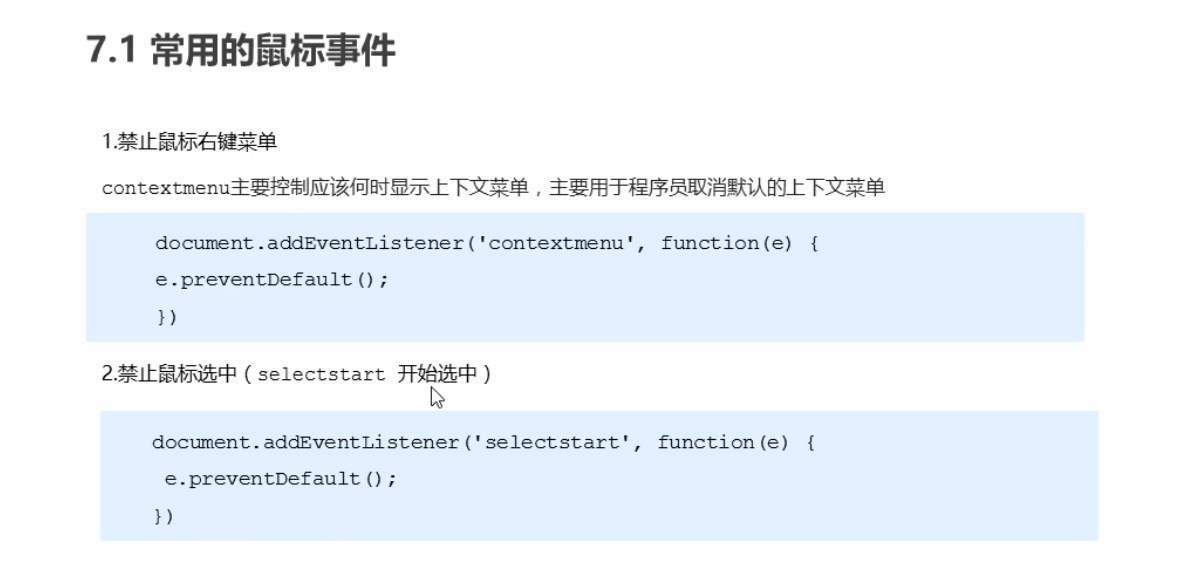 7.1 常用的鼠标事件
1.禁止鼠标右键菜单
contextmenu主要控制应该何时显示上下文菜单，主要用于程序员取消默认的上下文菜单
document.addEventListener('contextmenu', function(e) {
e.preventDefault();
})
2.禁止鼠标选中（selectstart 开始选中）
document.addEventListener('selectstart', function(e) {
e.preventDefault();
})